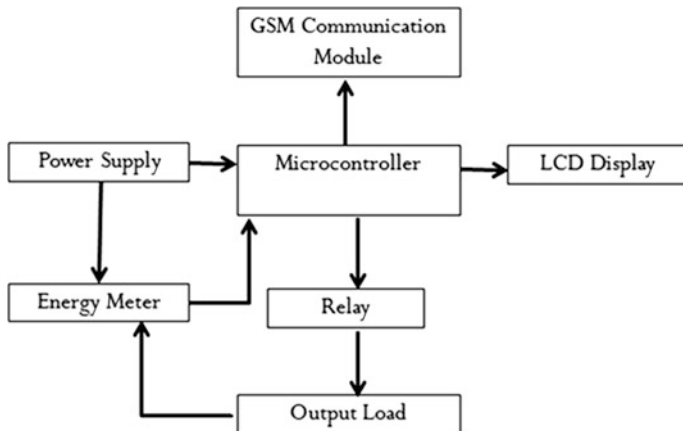 GSM Communication
Module
Power Supply
Microcontroller
LCD Display
Energy Meter
Relay
Output Load